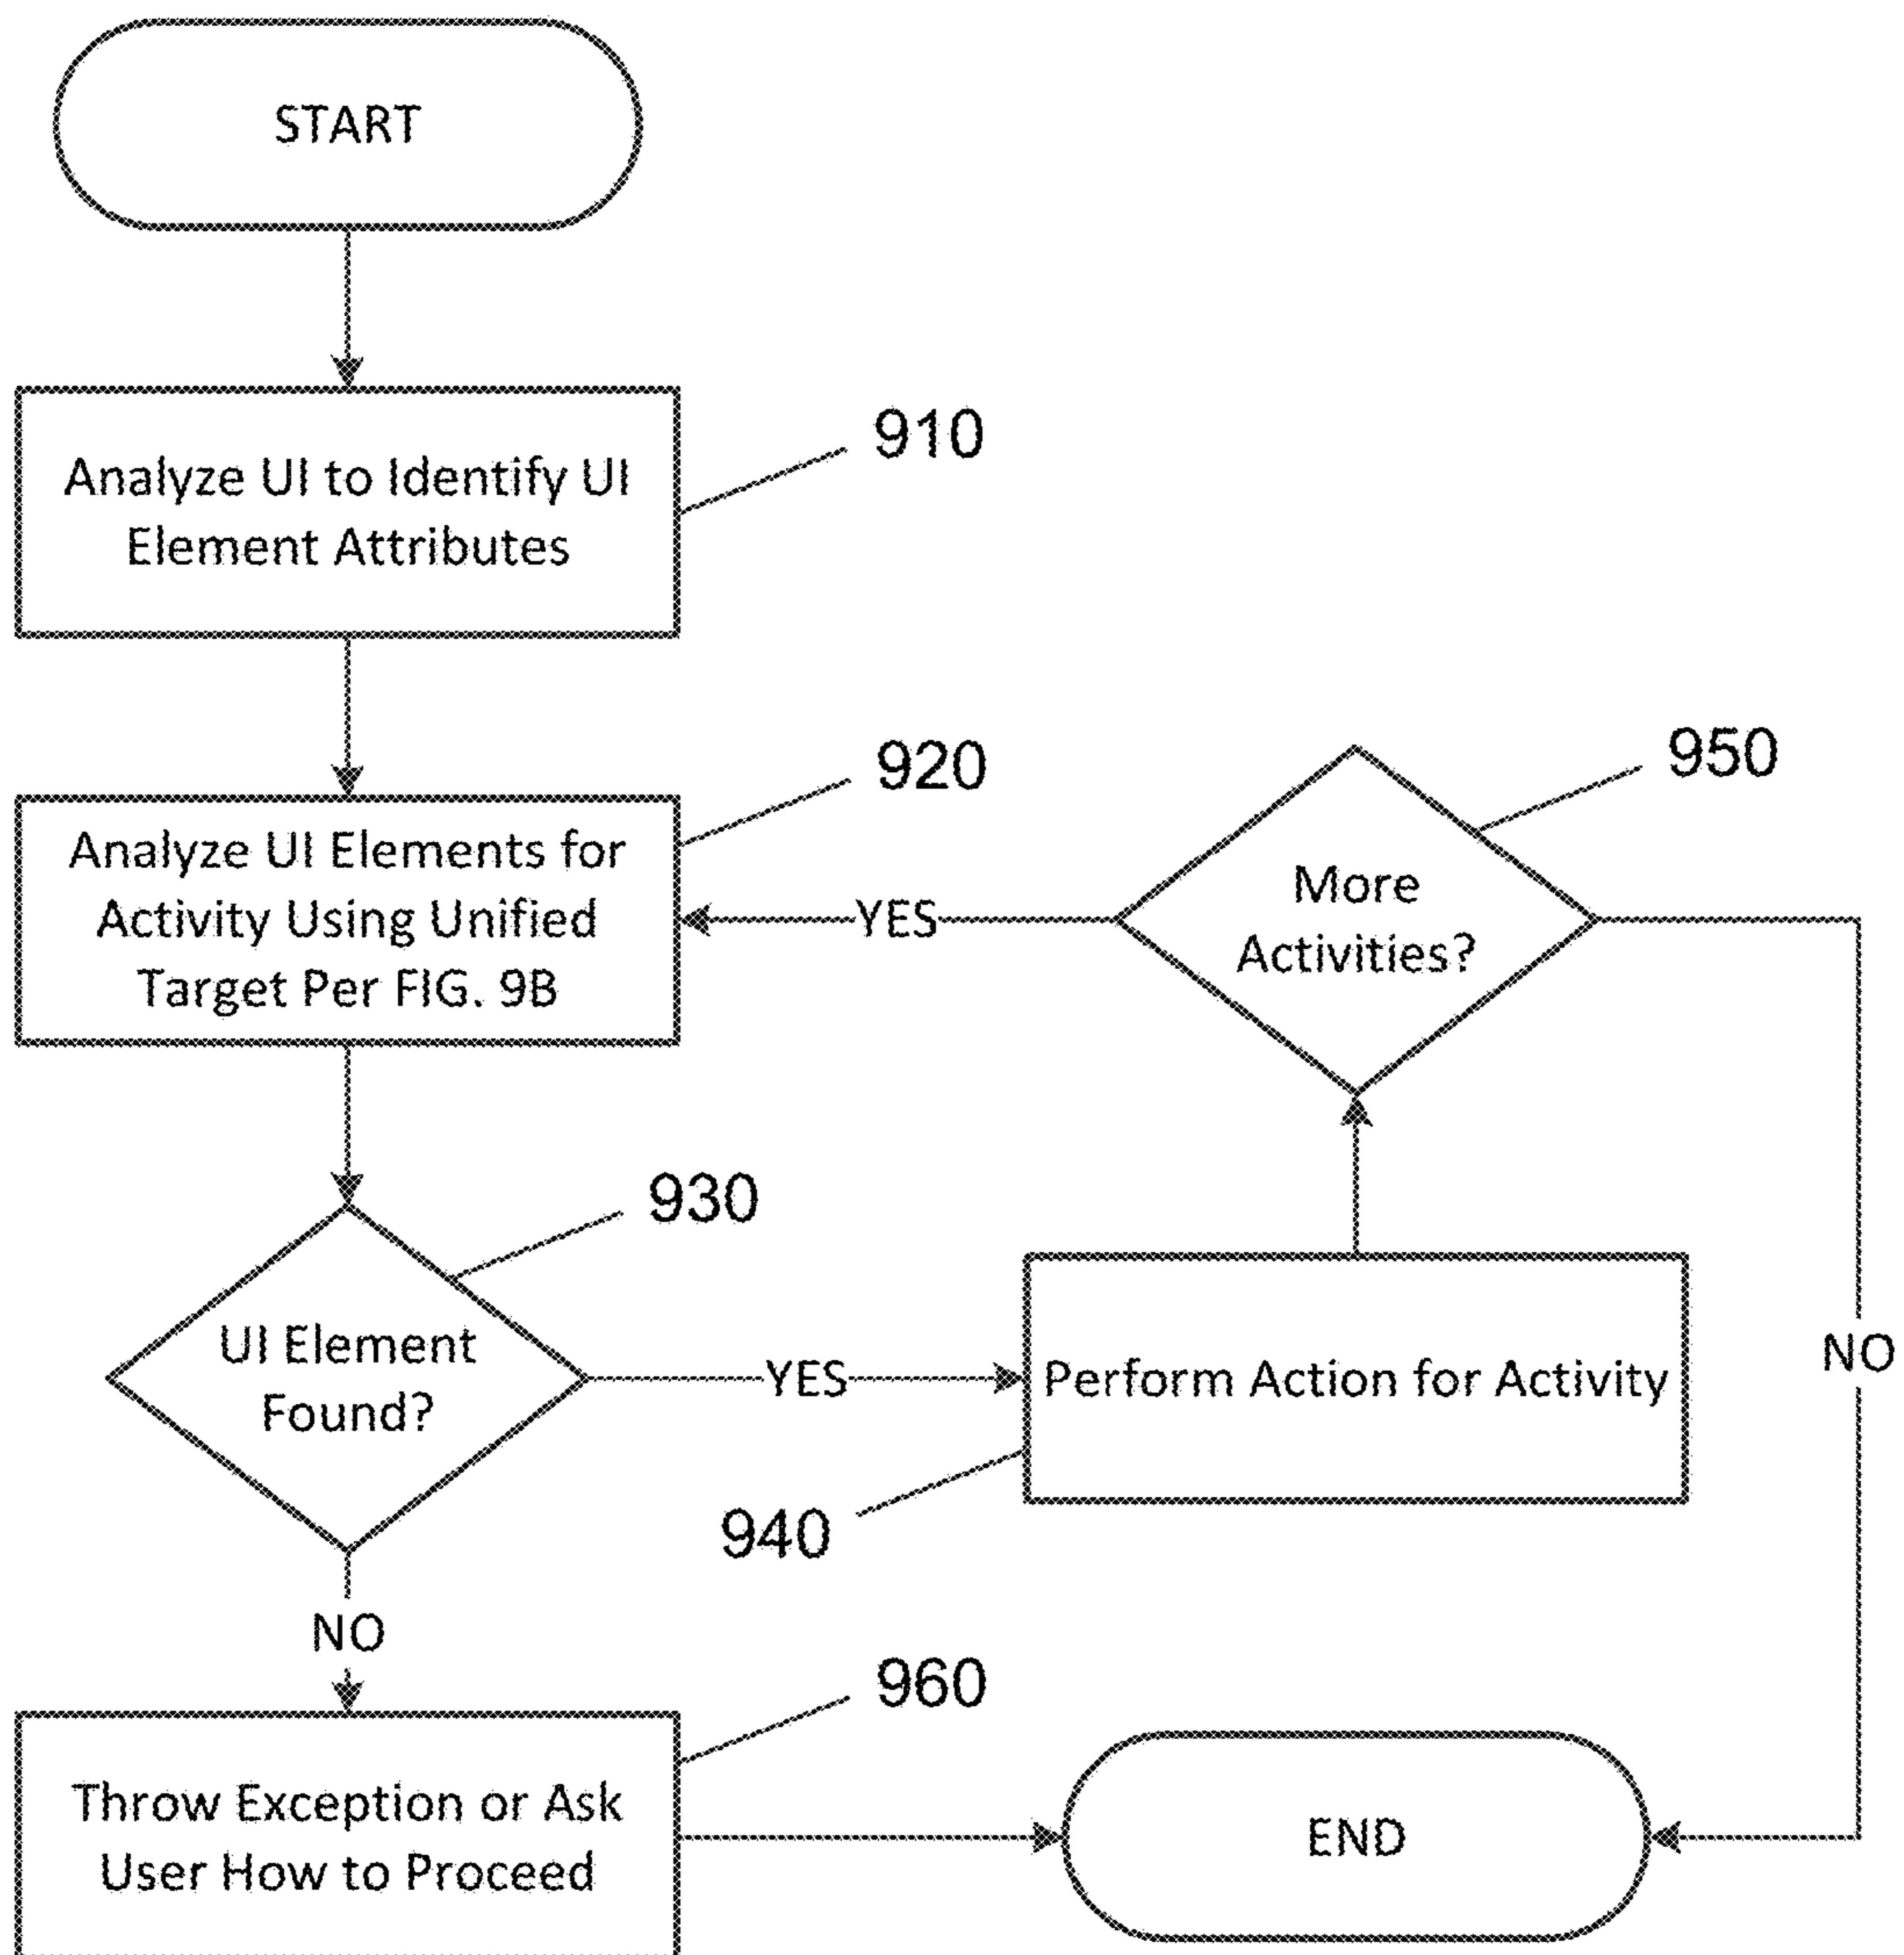 START
910
Analyze UI to Identify UI
Element Attributes
920
Analyze UI Elements for
Activity Using Unified
Target Per FIG. 9B
950
More
Activities?
YES
930
UI Element
Found?
YES
Perform Action for Activity
940
NO
NO
960
Throw Exception or Ask
User How to Proceed
END